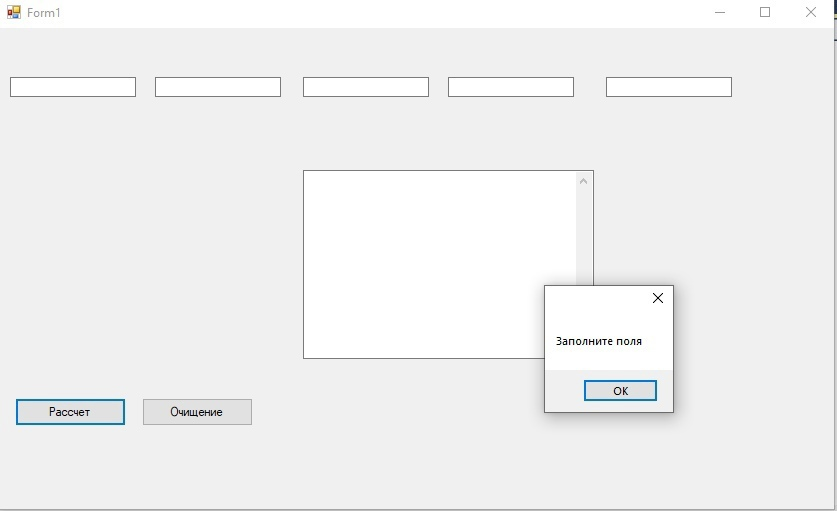 Form1
Заполните поля
OK
Рассчет
Очищение